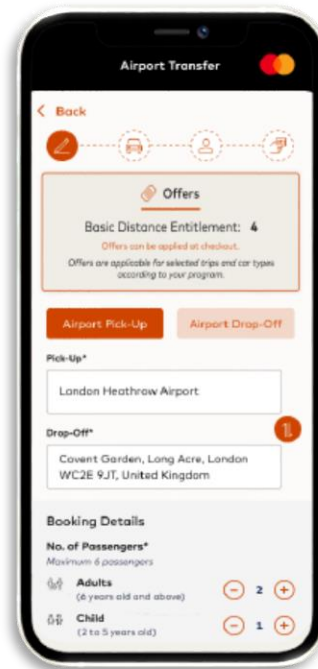 Airport Transfer
Back
Offers
Basic Distance Entitlement: 4
Offers can be applied at checkout.
Offers are applicable for selected trips and car types
according to your program.
Airport Pick-Up Airport Drop-Off
Pick-Up*
London Heathrow Airport
Drop-Off*
Covent Garden, Long Acre, London
WC2E 9JT, United Kingdom
Booking Details
No. of Passengers*
Maximum 6 passengers
Adults
(6 years old and above)
2
Child
(2 to 5 years old)
1